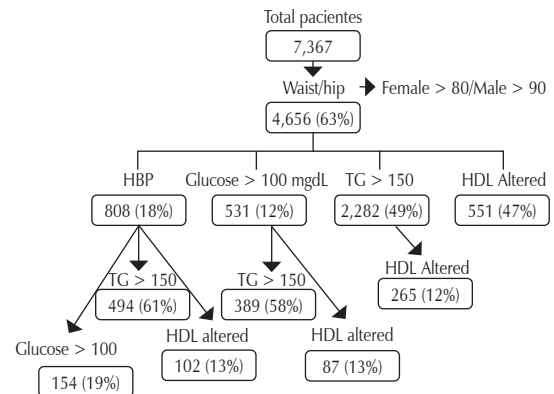 Total pacientes
7,367
Waist/hip
Female > 80/Male > 90
4,656 (63%)
HBP
Glucose > 100 mgdL
TG > 150
HDL Altered
808 (18%)
531 (12%)
2,282 (49%)
551 (47%)
TG > 150
494 (61%)
TG > 150
389 (58%)
HDL Altered
265 (12%)
Glucose > 100
154 (19%)
HDL altered
102 (13%)
HDL altered
87 (13%)